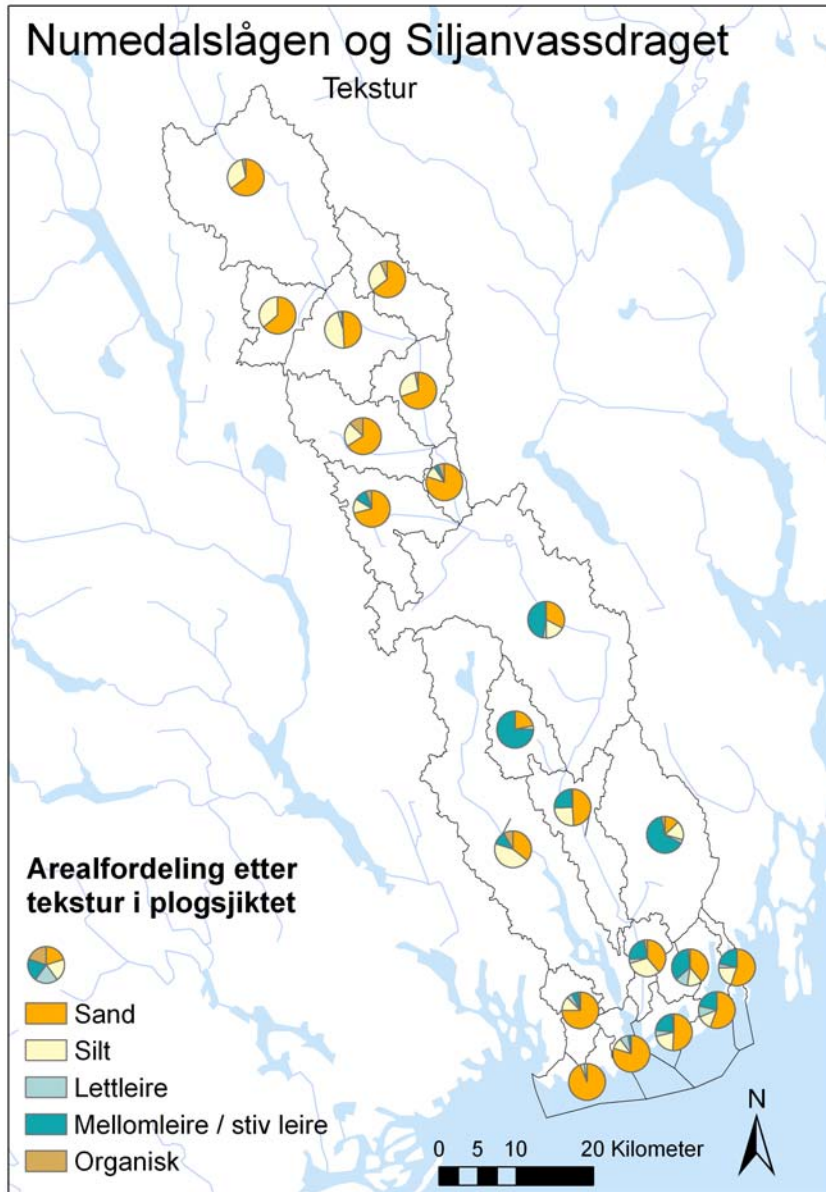 Numedalslågen og Siljanvassdraget
Tekstur
Arealfordeling etter
tekstur i plogsjiktet
Sand
Silt
Lettleire
Mellomleire / stiv leire
Organisk
0 5 10 20 Kilometer
N